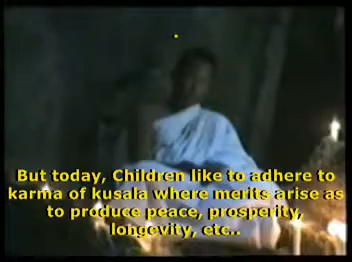 But today, Children like to adhere to
karma of kusala where merits arise as
to produce peace, prosperity,
longevity, etc..